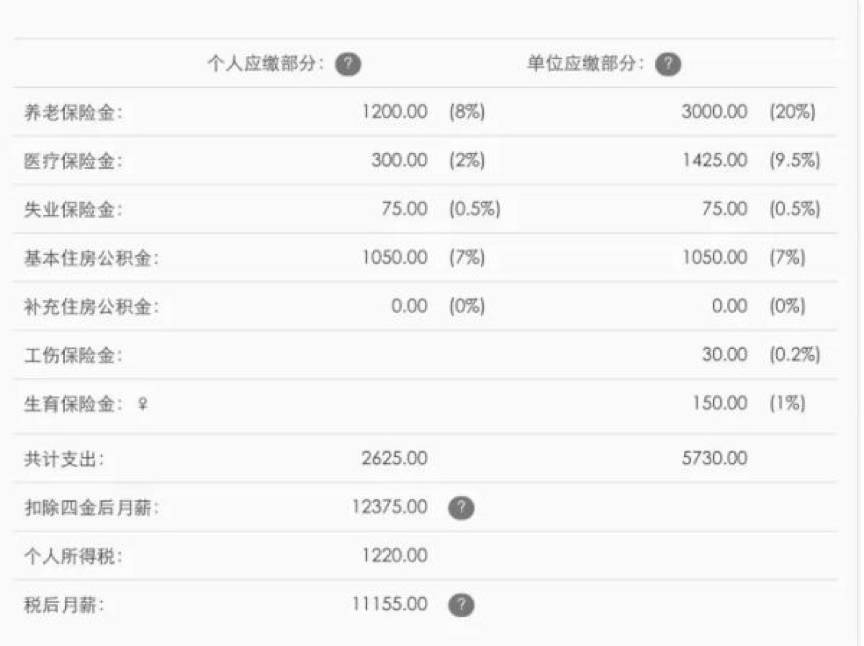 个人应缴部分: ? 单位应缴部分: ?
养老保险金: 1200.00 (8%) 3000.00 (20%)
医疗保险金: 300.00 (2%) 1425.00 (9.5%)
失业保险金: 75.00 (0.5%) 75.00 (0.5%)
基本住房公积金: 1050.00 (7%) 1050.00 (7%)
补充住房公积金: 0.00 (0%) 0.00 (0%)
工伤保险金: 30.00 (0.2%)
生育保险金: ♀ 150.00 (1%)
共计支出: 2625.00 5730.00
扣除四金后月薪: 12375.00 ?
个人所得税: 1220.00
税后月薪: 11155.00 ?